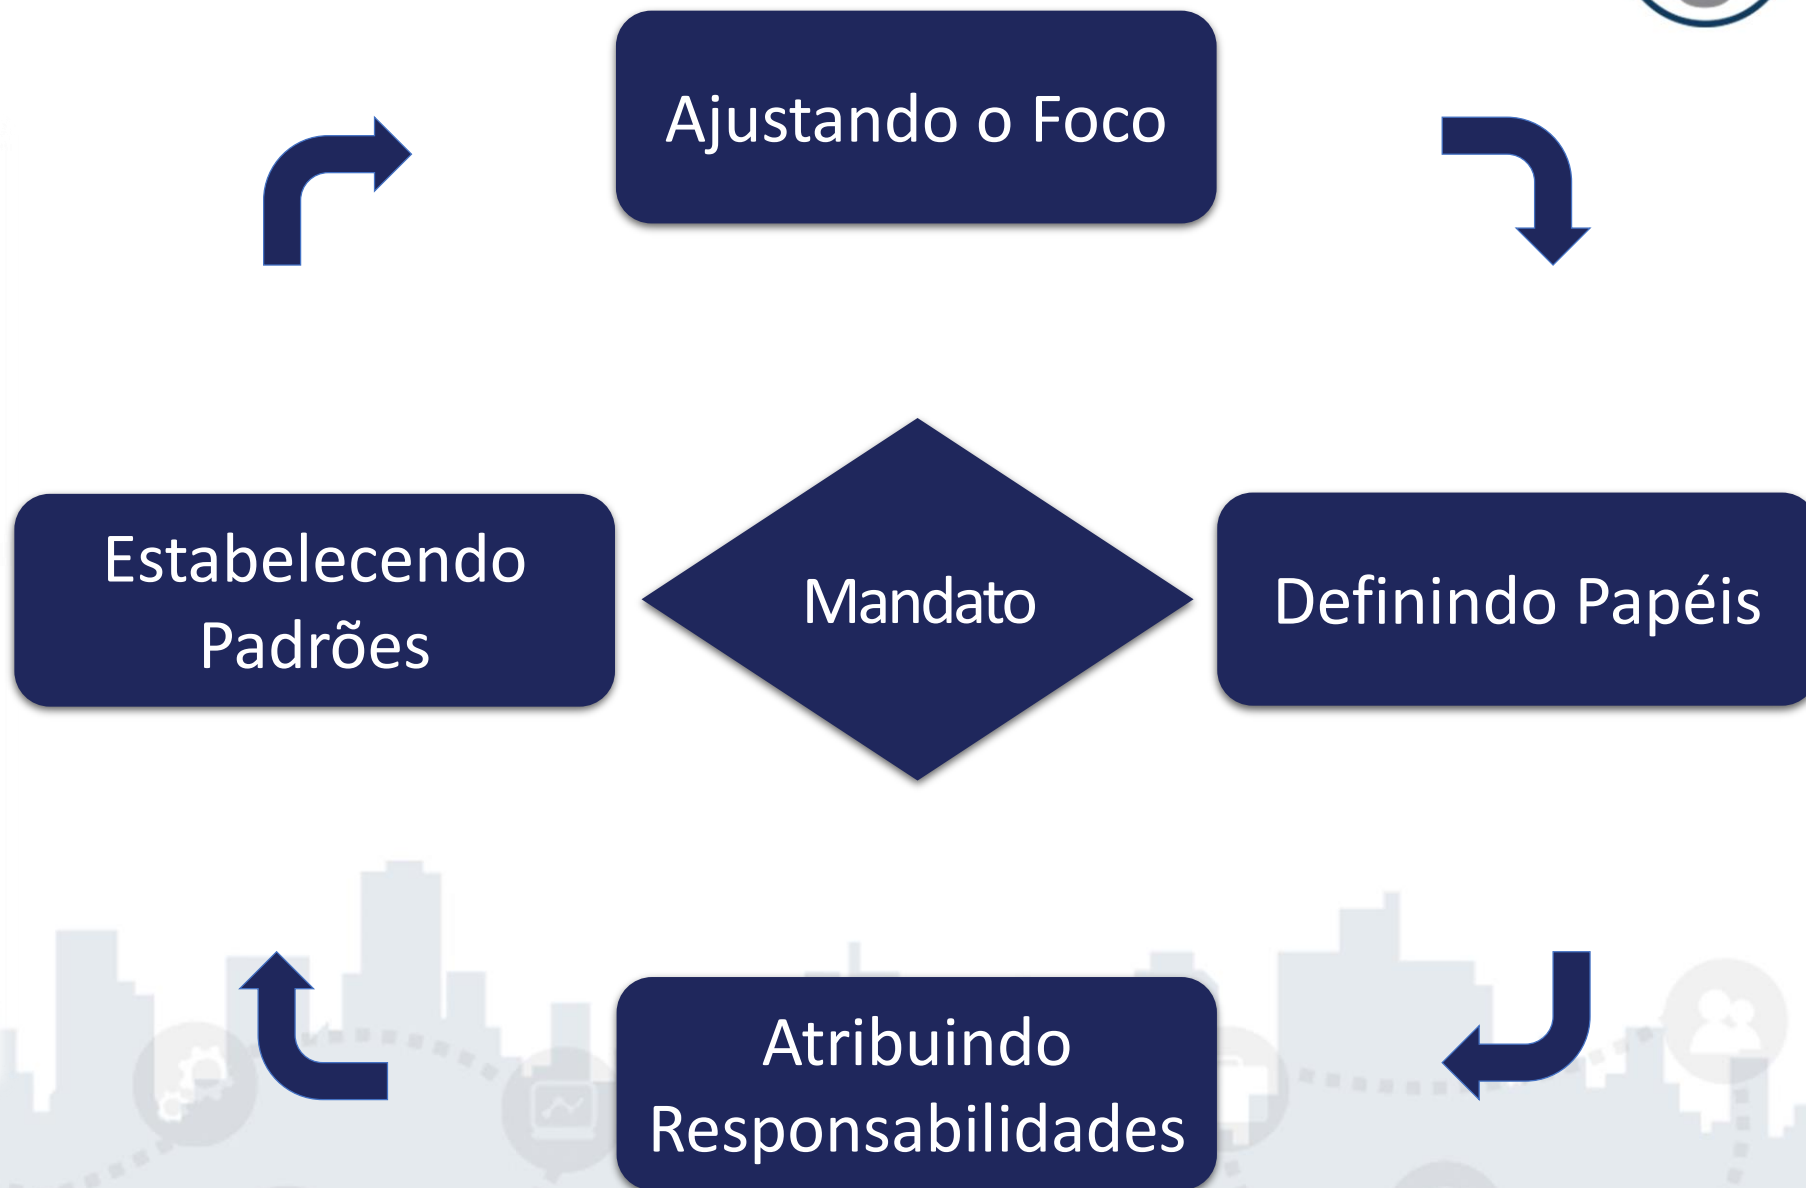 Ajustando o Foco
Estabelecendo
Padrões
Mandato
Definindo Papéis
Atribuindo
Responsabilidades